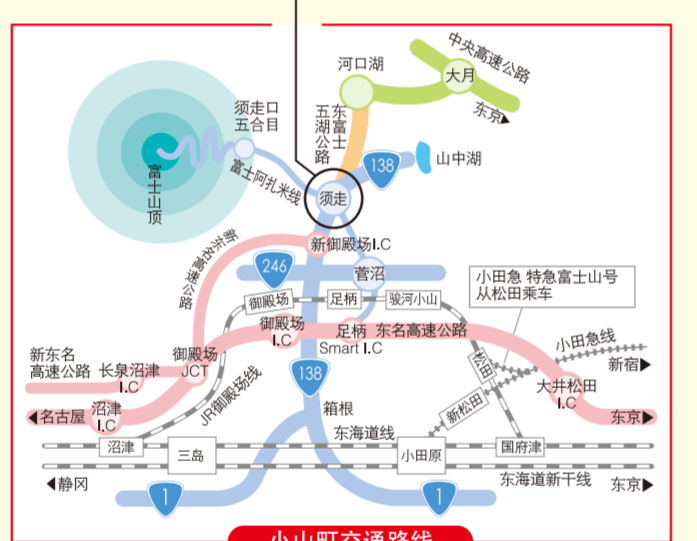 中央高速公路
河口湖
大月
东京▶
须走口
五合目
东富士
五湖公路
138
山中湖
富士山顶
富士阿扎米线
须走
新东名高速公路
新御殿场I.C
246
菅沼
小田急 特急富士山号
从松田乘车
御殿场
足柄
骏河小山
御殿场
I.C
足柄
Smart I.C
东名高速公路
小田急线
新宿▶
新东名
高速公路
长泉沼津
I.C
御殿场
JCT
松田
大井松田
I.C
138
JR御殿场线
◀名古屋
沼津
I.C
箱根
新松田
东京▶
东海道线
沼津
三岛
小田原
国府津
◀静冈
东海道新干线
东京▶
1
1
小山町交通路线